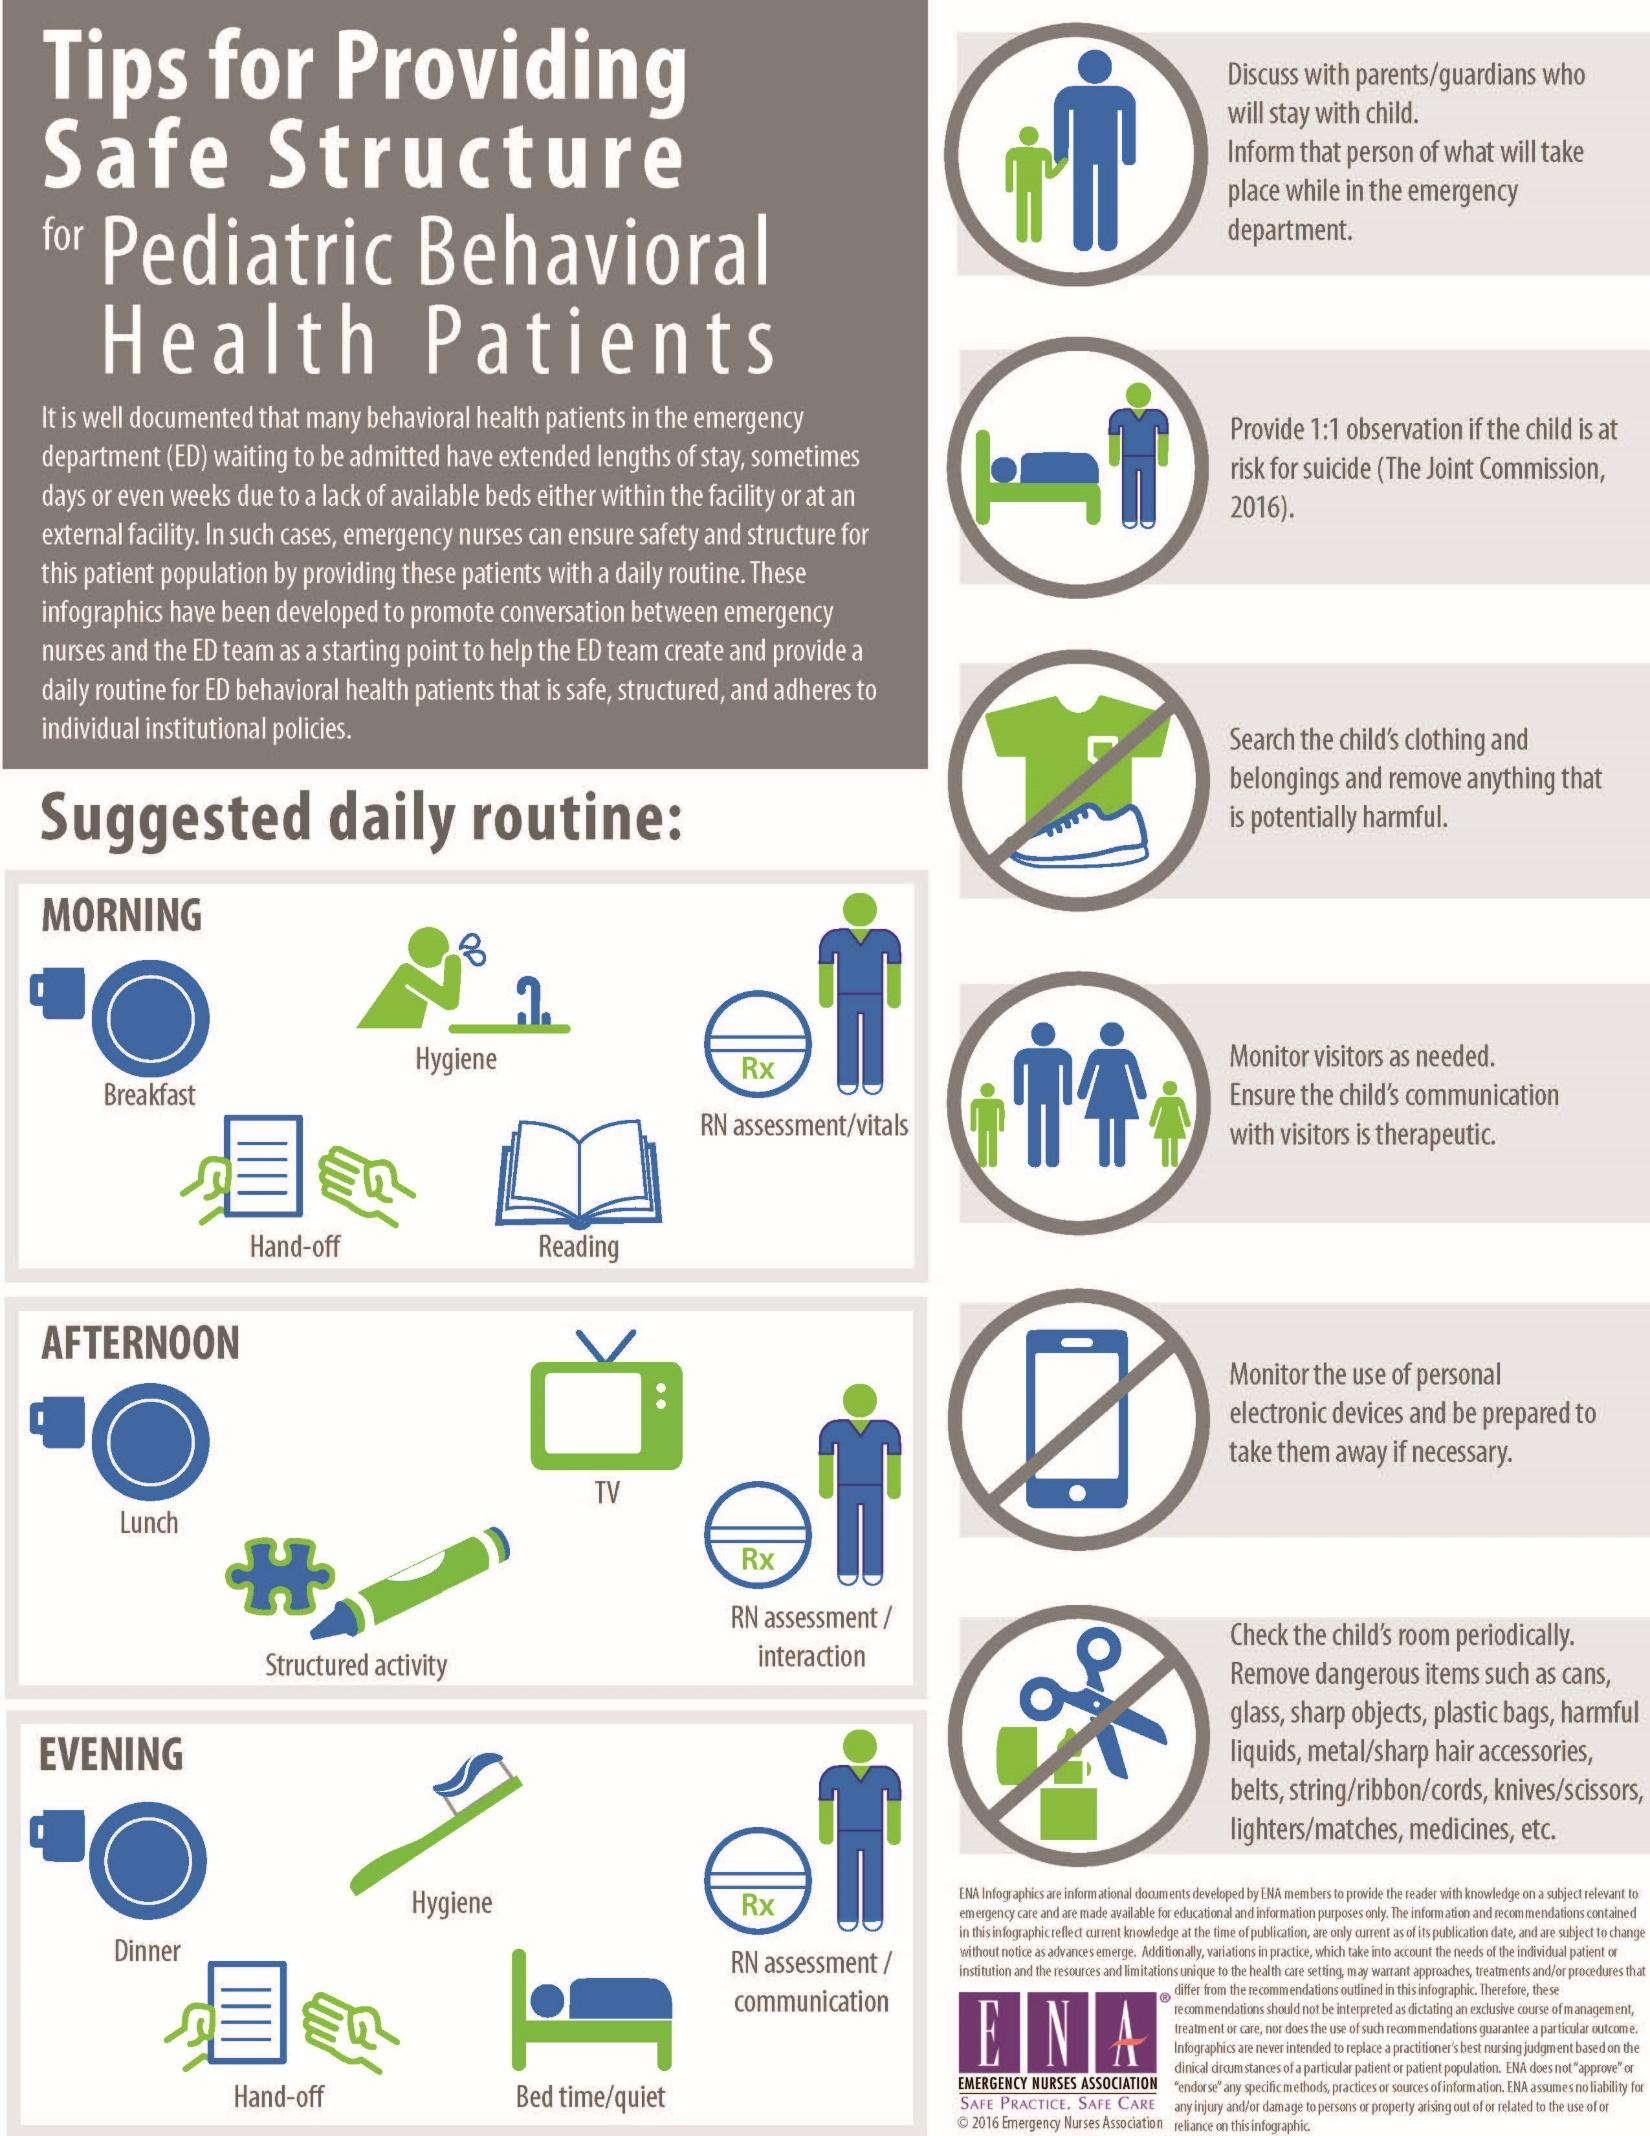 Tips for Providing
Safe Structure
for Pediatric Behavioral
Health Patients
It is well documented that many behavioral health patients in the emergency
department (ED) waiting to be admitted have extended lengths of stay, sometimes
days or even weeks due to a lack of available beds either within the facility or at an
external facility. In such cases, emergency nurses can ensure safety and structure for
this patient population by providing these patients with a daily routine. These
infographics have been developed to promote conversation between emergency
nurses and the ED team as a starting point to help the ED team create and provide a
daily routine for ED behavioral health patients that is safe, structured, and adheres to
individual institutional policies.
Suggested daily routine:
MORNING
Breakfast
Hygiene
Rx
RN assessment/vitals
Hand-off
Reading
AFTERNOON
Lunch
TV
Rx
RN assessment /
interaction
Structured activity
EVENING
Dinner
Hygiene
Rx
RN assessment /
communication
Hand-off
Bed time/quiet
Discuss with parents/guardians who
will stay with child.
Inform that person of what will take
place while in the emergency
department.
Provide 1:1 observation if the child is at
risk for suicide (The Joint Commission,
2016).
Search the child's clothing and
belongings and remove anything that
is potentially harmful.
Monitor visitors as needed.
Ensure the child's communication
with visitors is therapeutic.
Monitor the use of personal
electronic devices and be prepared to
take them away if necessary.
Check the child's room periodically.
Remove dangerous items such as cans,
glass, sharp objects, plastic bags, harmful
liquids, metal/sharp hair accessories,
belts, string/ribbon/cords, knives/scissors,
lighters/matches, medicines, etc.
ENA Infographics are informational documents developed by ENA members to provide the reader with knowledge on a subject relevant to
emergency care and are made available for educational and information purposes only. The information and recommendations contained
in this infographic reflect current knowledge at the time of publication, are only current as of its publication date, and are subject to change
without notice as advances emerge. Additionally, variations in practice, which take into account the needs of the individual patient or
institution and the resources and limitations unique to the health care setting, may warrant approaches, treatments and/or procedures that
differ from the recommendations outlined in this infographic. Therefore, these
recommendations should not be interpreted as dictating an exclusive course of management,
treatment or care, nor does the use of such recommendations guarantee a particular outcome.
Infographics are never intended to replace a practitioner's best nursing judgment based on the
clinical circumstances of a particular patient or patient population. ENA does not "approve" or
"endorse" any specific methods, practices or sources of information. ENA assumes no liability for
any injury and/or damage to persons or property arising out of or related to the use of or
reliance on this infographic.
ENA®
EMERGENCY NURSES ASSOCIATION
SAFE PRACTICE, SAFE CARE
© 2016 Emergency Nurses Association